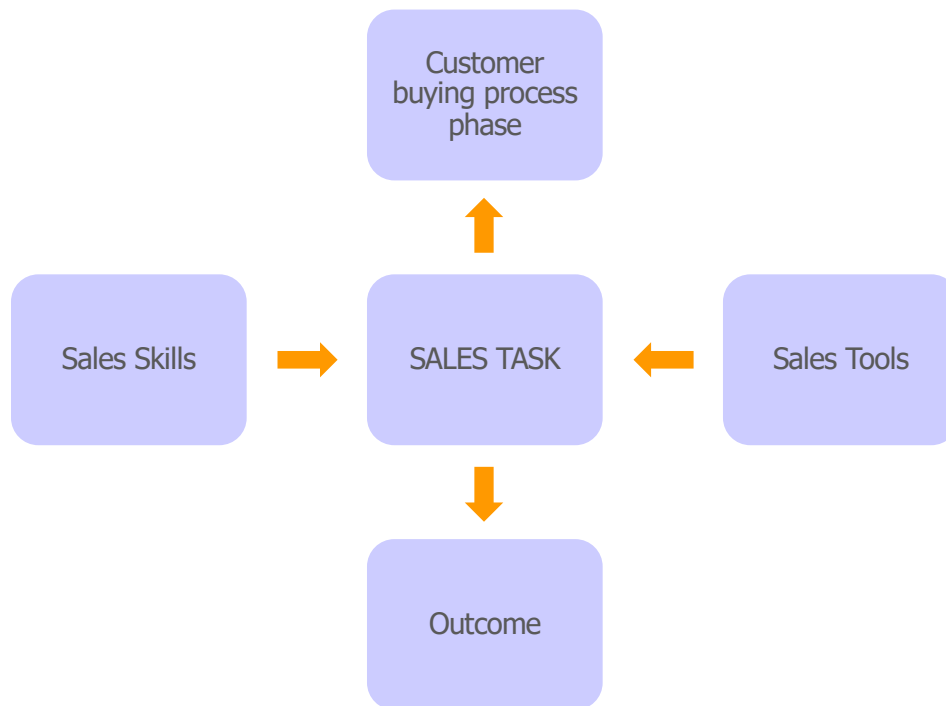 Customer
buying process
phase
Sales Skills
SALES TASK
Sales Tools
Outcome